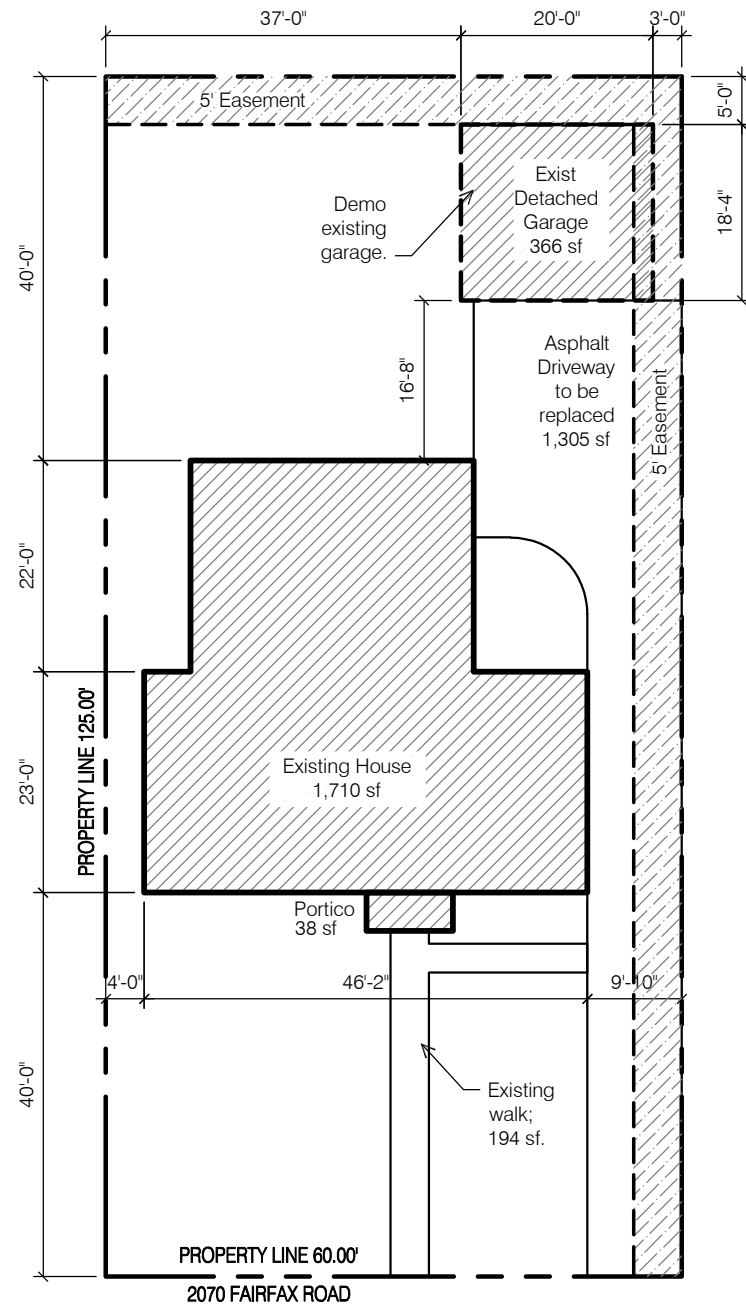 37'-0"
20'-0"
3'-0"
5' Easement
5'-0"
Exist
Detached
Garage
366 sf
18'-4"
Demo
existing
garage.
40'-0"
16'-8"
Asphalt
Driveway
to be
replaced
1,305 sf
5' Easement
22'-0"
PROPERTY LINE 125.00'
23'-0"
Existing House
1,710 sf
Portico
38 sf
4'-0"
46'-2"
9'-10"
40'-0"
Existing
walk;
194 sf.
PROPERTY LINE 60.00'
2070 FAIRFAX ROAD